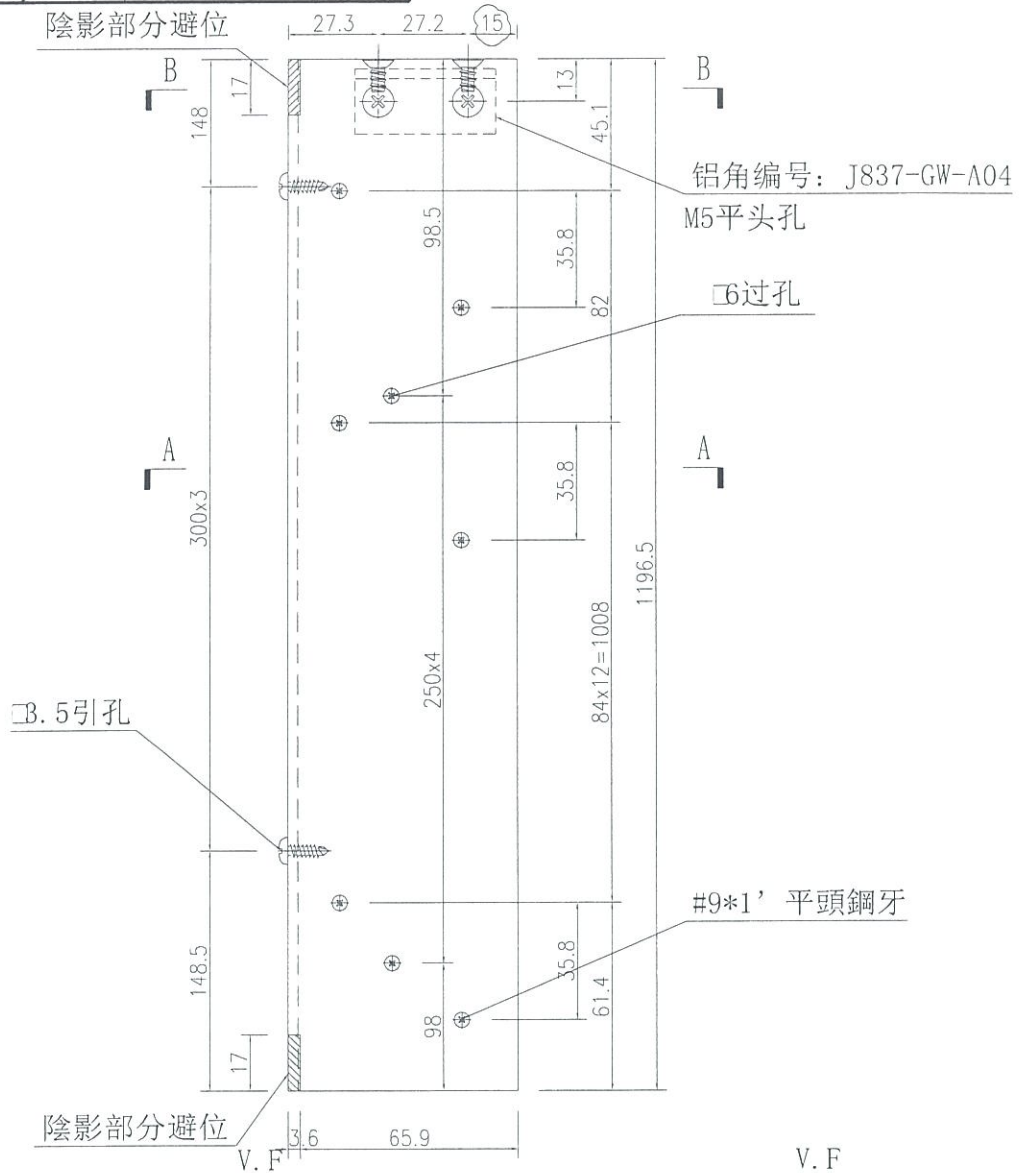 陰影部分避位
27.3
27.2
15
B
B
17
148
13
45.1
铝角编号：J837-GW-A04
M5平头孔
98.5
35.8
82
□6过孔
A
A
35.8
300x3
1196.5
250x4
84x12=1008
□3.5引孔
#9*1’平頭鋼牙
148.5
35.8
61.4
98
17
陰影部分避位
3.6
65.9
V.F
V.F